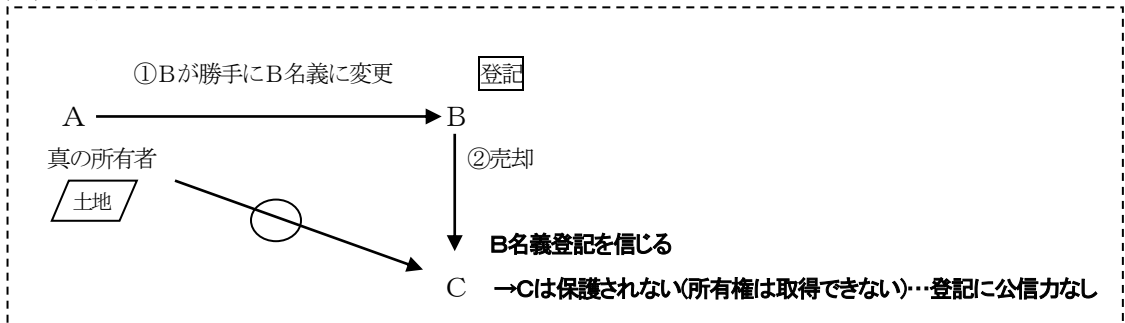 ①Bが勝手にB名義に変更 登記
A B
真の所有者 ②売却
土地
B名義登記を信じる
C →Cは保護されない(所有権は取得できない)…登記に公信力なし